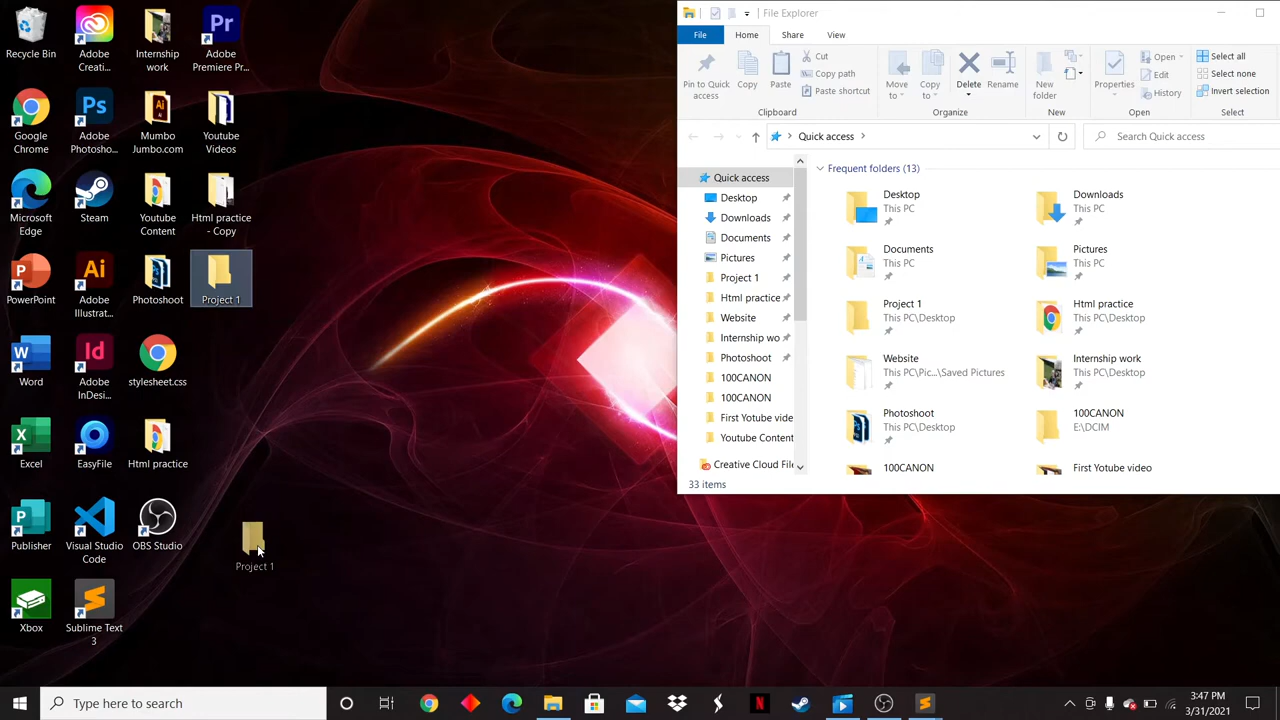 Recycle Bin
Adobe
Creati...
Internship
work
Adobe
Premiere Pr...
Google
Chrome
Adobe
Photosho...
Mumbo
Jumbo.com
Youtube
Videos
Microsoft
Edge
Steam
Youtube
Content
Html practice
- Copy
PowerPoint
Adobe
Illustrat...
Photoshoot
Project 1
Word
Adobe
InDesi...
stylesheet.css
Excel
EasyFile
Html practice
Publisher
Visual Studio
Code
OBS Studio
Project 1
Xbox
Sublime Text
3
File Explorer
File
Home
Share
View
Pin to Quick
access
Copy
Paste
Cut
Copy path
Paste shortcut
Clipboard
Move
to
Copy
to
Delete
Rename
Organize
New
folder
New
Properties
Open
Edit
History
Open
Select all
Select none
Invert selection
Select
Quick access
Search Quick access
Quick access
Desktop
Downloads
Documents
Pictures
Project 1
Html practice
Website
Internship wo
Photoshoot
100CANON
100CANON
First Yotube vide
Youtube Content
Creative Cloud File
Frequent folders (13)
Desktop
This PC
Downloads
This PC
Documents
This PC
Pictures
This PC
Project 1
This PC\Desktop
Html practice
This PC\Desktop
Website
This PC\Pic...\Saved Pictures
Internship work
This PC\Desktop
Photoshoot
This PC\Desktop
100CANON
E:\DCIM
100CANON
First Yotube video
33 items
Type here to search
3:47 PM
3/31/2021